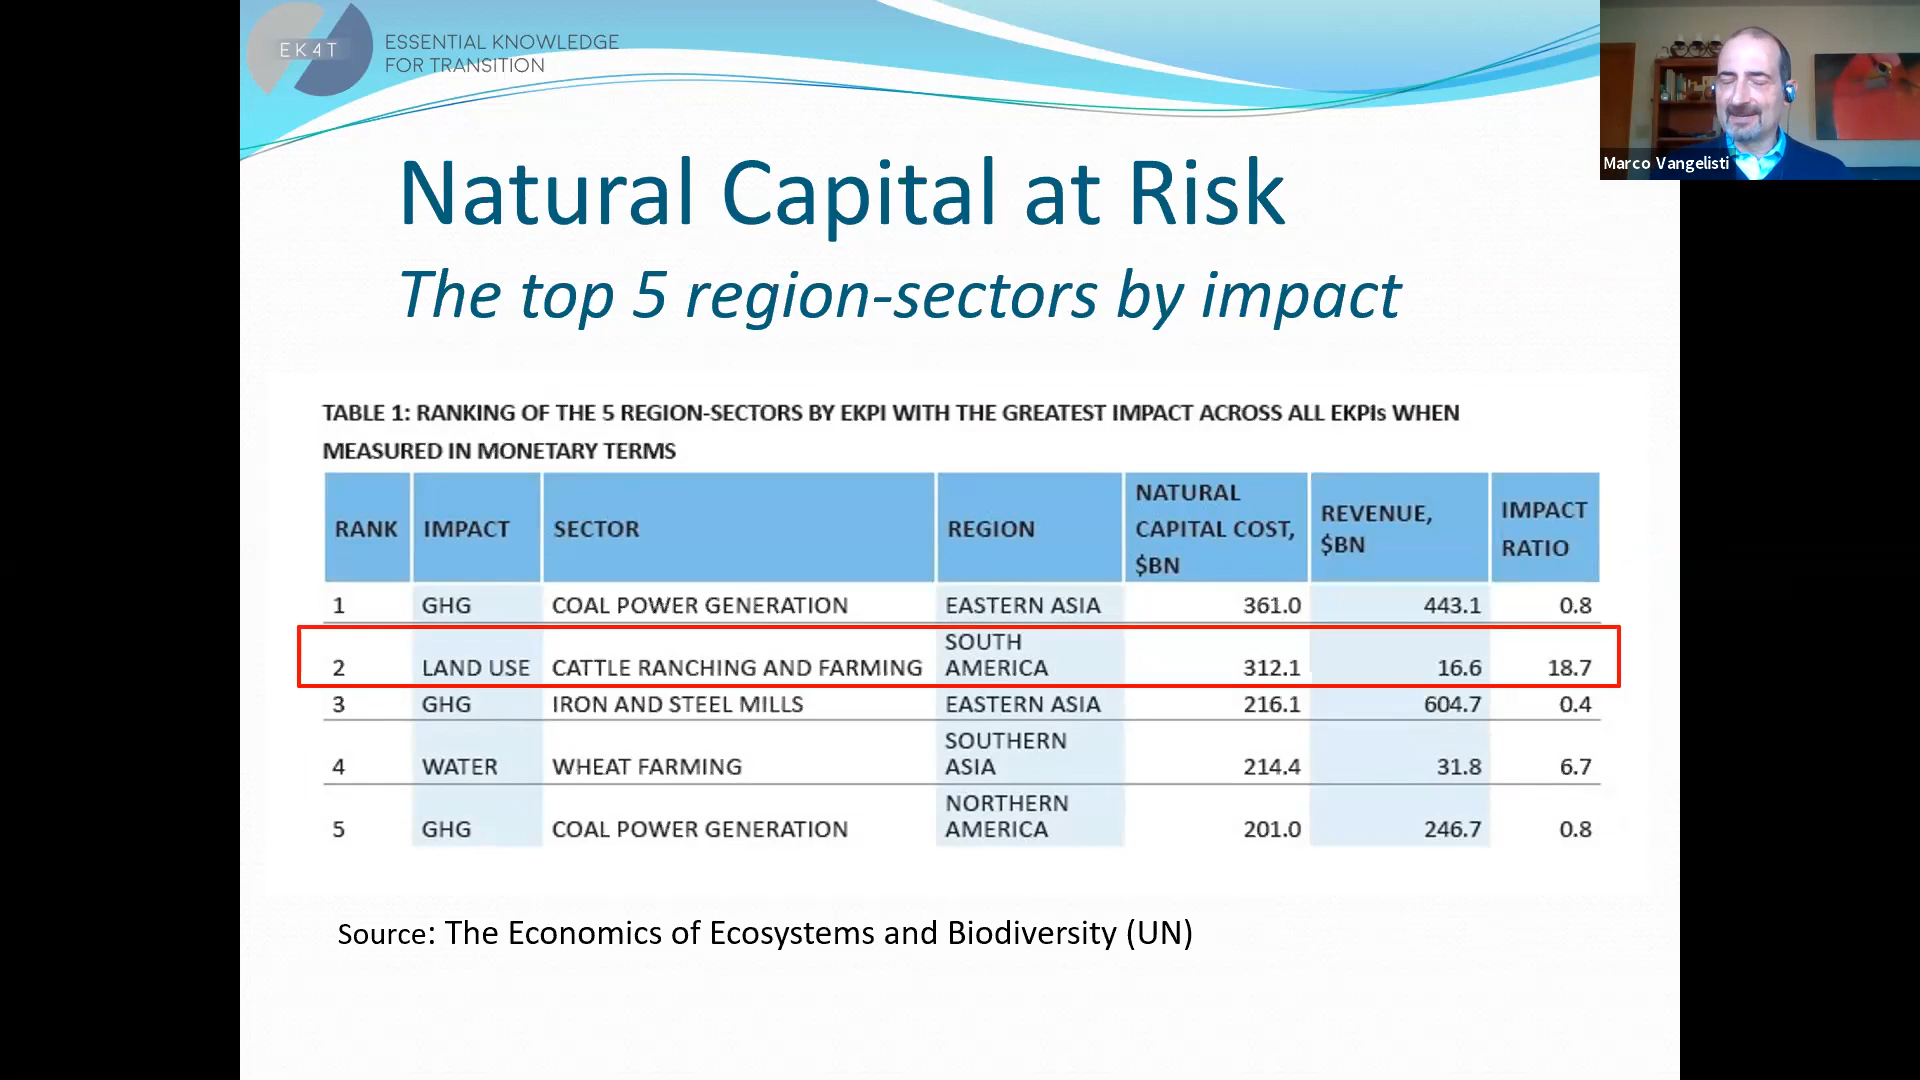 EK4T
ESSENTIAL KNOWLEDGE
FOR TRANSITION
Marco Vangelisti
Natural Capital at Risk
The top 5 region-sectors by impact
TABLE 1: RANKING OF THE 5 REGION-SECTORS BY EKPI WITH THE GREATEST IMPACT ACROSS ALL EKPIs WHEN
MEASURED IN MONETARY TERMS
RANK IMPACT SECTOR REGION NATURAL CAPITAL COST, $BN REVENUE, $BN IMPACT RATIO
1 GHG COAL POWER GENERATION EASTERN ASIA 361.0 443.1 0.8
2 LAND USE CATTLE RANCHING AND FARMING SOUTH AMERICA 312.1 16.6 18.7
3 GHG IRON AND STEEL MILLS EASTERN ASIA 216.1 604.7 0.4
4 WATER WHEAT FARMING SOUTHERN ASIA 214.4 31.8 6.7
5 GHG COAL POWER GENERATION NORTHERN AMERICA 201.0 246.7 0.8
Source: The Economics of Ecosystems and Biodiversity (UN)